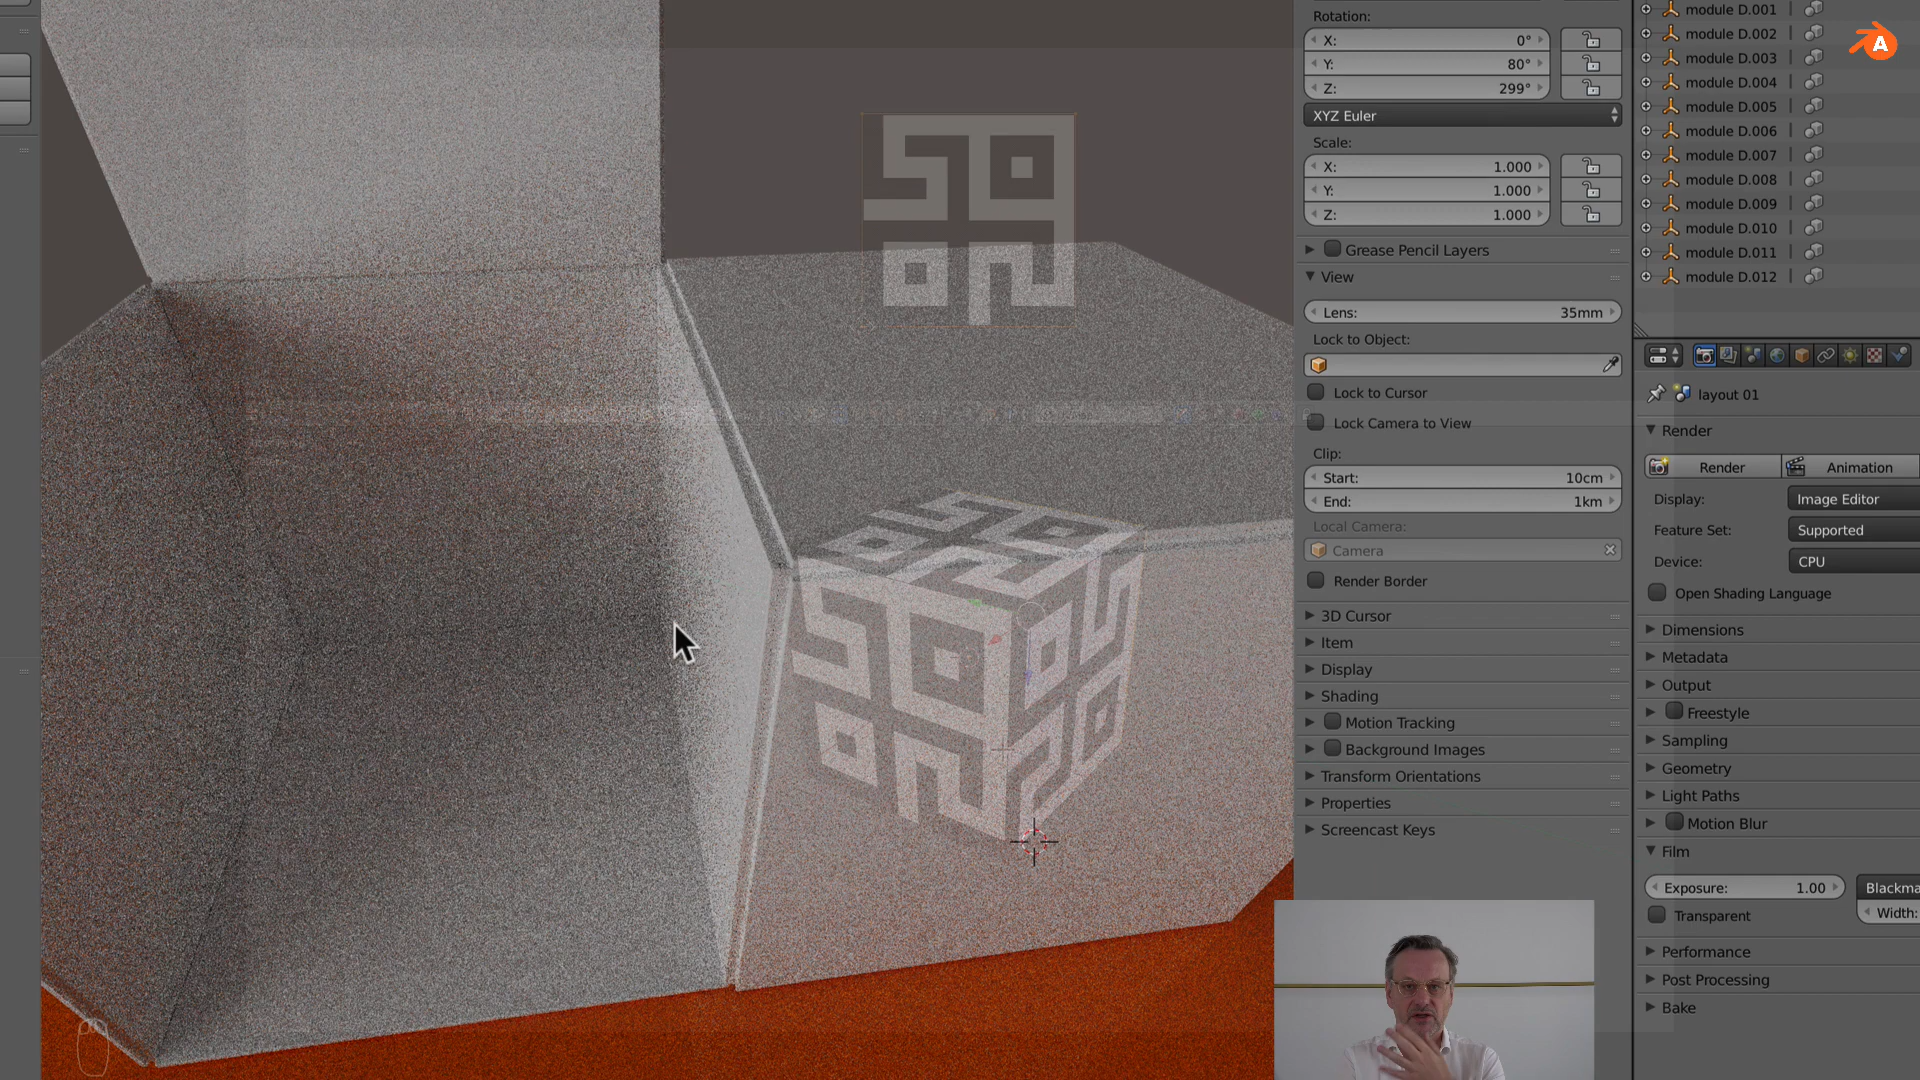 Rotation:
X: 0°
Y: 80°
Z: 299°
XYZ Euler
Scale:
X: 1.000
Y: 1.000
Z: 1.000
Grease Pencil Layers
View
Lens: 35mm
Lock to Object:
Lock to Cursor
Lock Camera to View
Clip:
Start: 10cm
End: 1km
Local Camera:
Camera
Render Border
3D Cursor
Item
Display
Shading
Motion Tracking
Background Images
Transform Orientations
Properties
Screencast Keys
module D.001
module D.002
module D.003
module D.004
module D.005
module D.006
module D.007
module D.008
module D.009
module D.010
module D.011
module D.012
A
layout 01
Render
Render Animation
Display: Image Editor
Feature Set: Supported
Device: CPU
Open Shading Language
Dimensions
Metadata
Output
Freestyle
Sampling
Geometry
Light Paths
Motion Blur
Film
Exposure: 1.00 Blackma
Transparent Width:
Performance
Post Processing
Bake